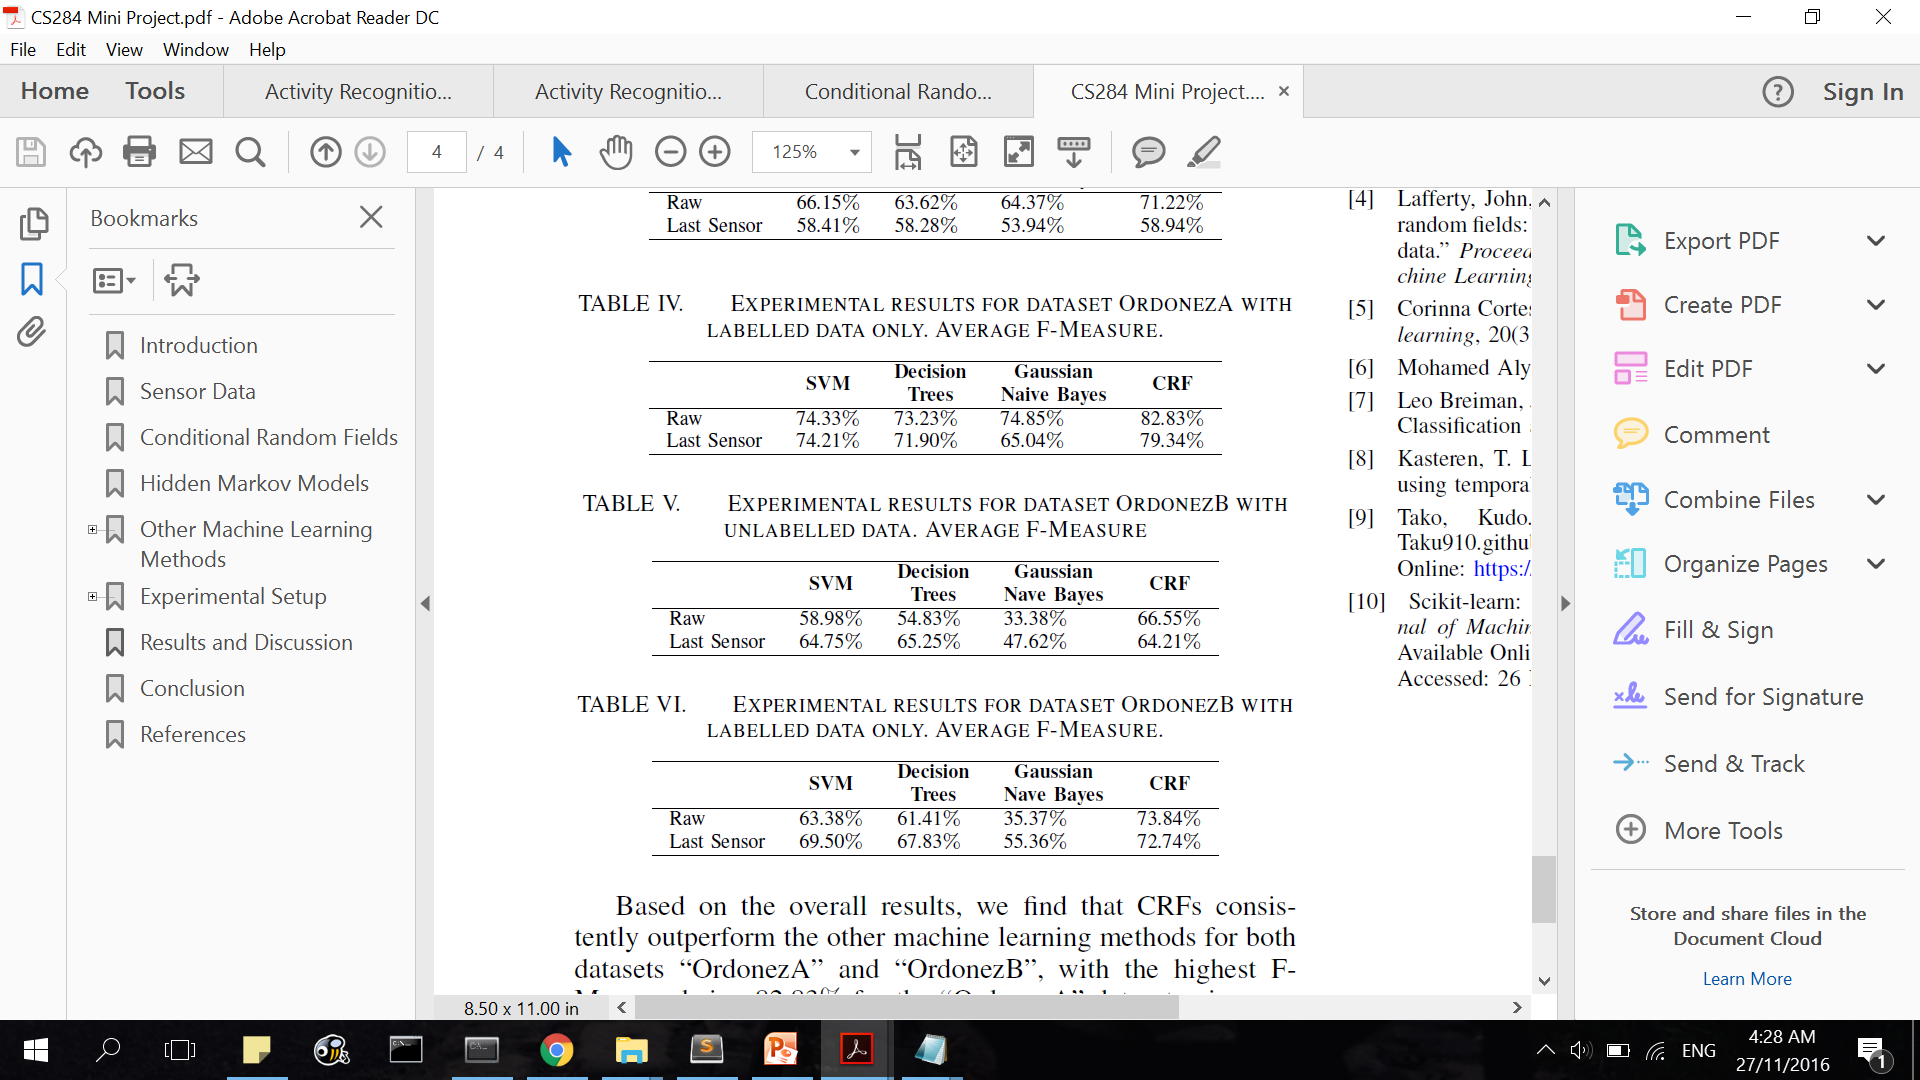 CS284 Mini Project.pdf - Adobe Acrobat Reader DC
File Edit View Window Help
Home Tools Activity Recognitio... Activity Recognitio... Conditional Rando... CS284 Mini Project.... × ? Sign In
4 / 4 125%
Bookmarks
Introduction
Sensor Data
Conditional Random Fields
Hidden Markov Models
Other Machine Learning
Methods
Experimental Setup
Results and Discussion
Conclusion
References
Raw 66.15% 63.62% 64.37% 71.22%
Last Sensor 58.41% 58.28% 53.94% 58.94%
TABLE IV. EXPERIMENTAL RESULTS FOR DATASET ORDONEZA WITH
LABELLED DATA ONLY. AVERAGE F-MEASURE.
SVM Decision Trees Gaussian Naive Bayes CRF
Raw 74.33% 73.23% 74.85% 82.83%
Last Sensor 74.21% 71.90% 65.04% 79.34%
TABLE V. EXPERIMENTAL RESULTS FOR DATASET ORDONEZB WITH
UNLABELLED DATA. AVERAGE F-MEASURE
SVM Decision Trees Gaussian Nave Bayes CRF
Raw 58.98% 54.83% 33.38% 66.55%
Last Sensor 64.75% 65.25% 47.62% 64.21%
TABLE VI. EXPERIMENTAL RESULTS FOR DATASET ORDONEZB WITH
LABELLED DATA ONLY. AVERAGE F-MEASURE.
SVM Decision Trees Gaussian Nave Bayes CRF
Raw 63.38% 61.41% 35.37% 73.84%
Last Sensor 69.50% 67.83% 55.36% 72.74%
Based on the overall results, we find that CRFs consis-
tently outperform the other machine learning methods for both
datasets “OrdonezA” and “OrdonezB”, with the highest F-
[4] Lafferty, John,
random fields:
data.” Proceed
chine Learning
[5] Corinna Cortes
learning, 20(3
[6] Mohamed Aly
[7] Leo Breiman,
Classification
[8] Kasteren, T. L
using tempora
[9] Tako, Kudo.
Taku910.githu
Online: https:/
[10] Scikit-learn:
nal of Machin
Available Onli
Accessed: 26
Export PDF
Create PDF
Edit PDF
Comment
Combine Files
Organize Pages
Fill & Sign
Send for Signature
Send & Track
More Tools
Store and share files in the
Document Cloud
Learn More
8.50 x 11.00 in
ENG
4:28 AM
27/11/2016
1